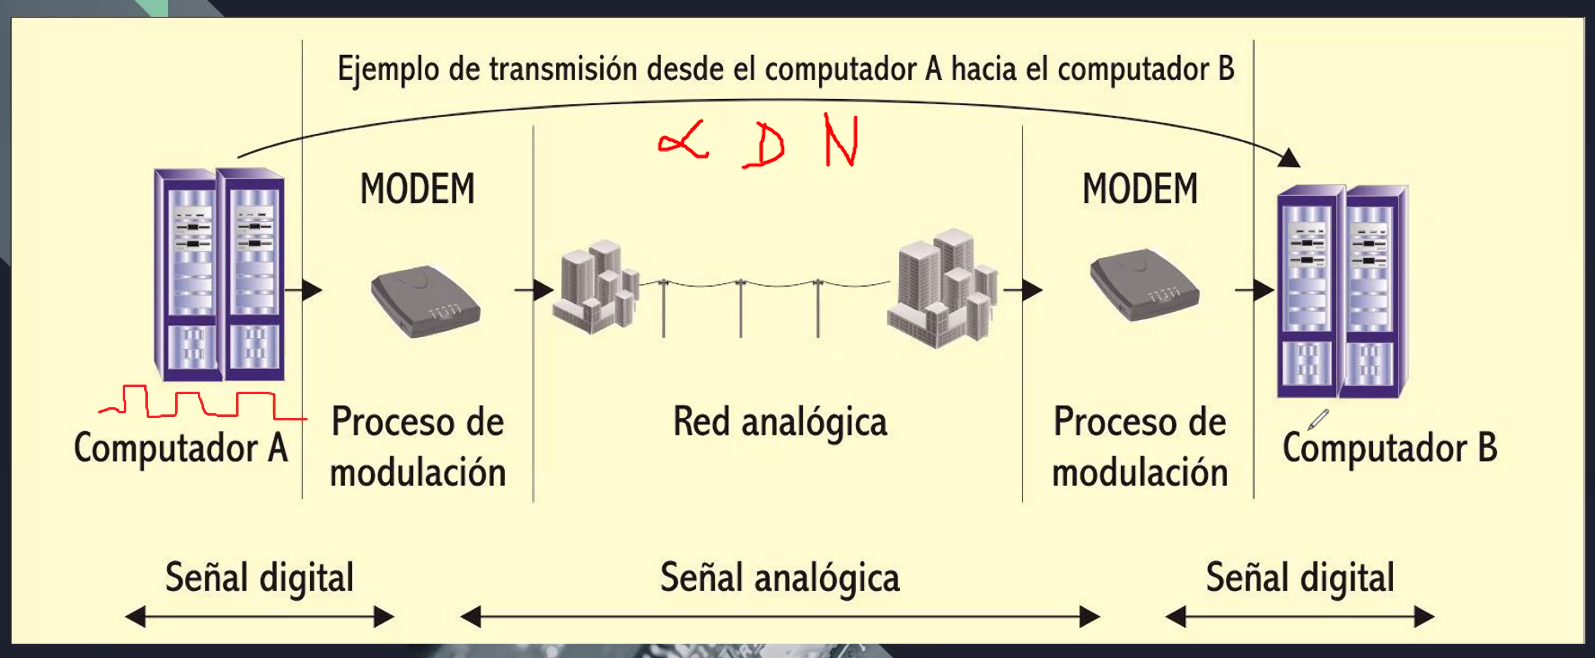 Ejemplo de transmisión desde el computador A hacia el computador B
∝ D N
MODEM
MODEM
Computador A
Proceso de
modulación
Red analógica
Proceso de
modulación
Computador B
Señal digital
Señal analógica
Señal digital